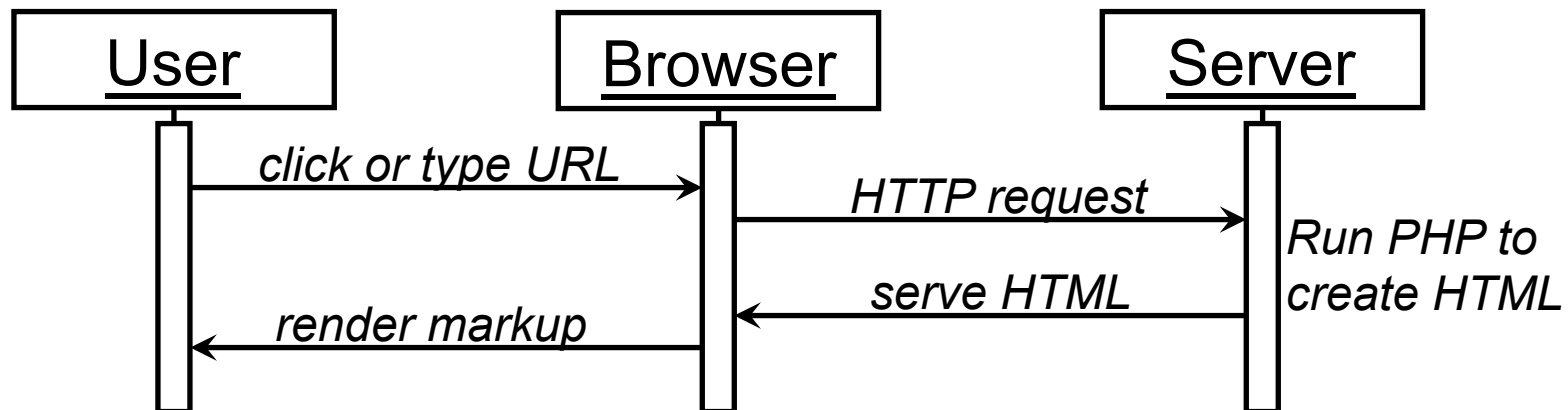 User
Browser
Server
click or type URL
HTTP request
Run PHP to
create HTML
serve HTML
render markup